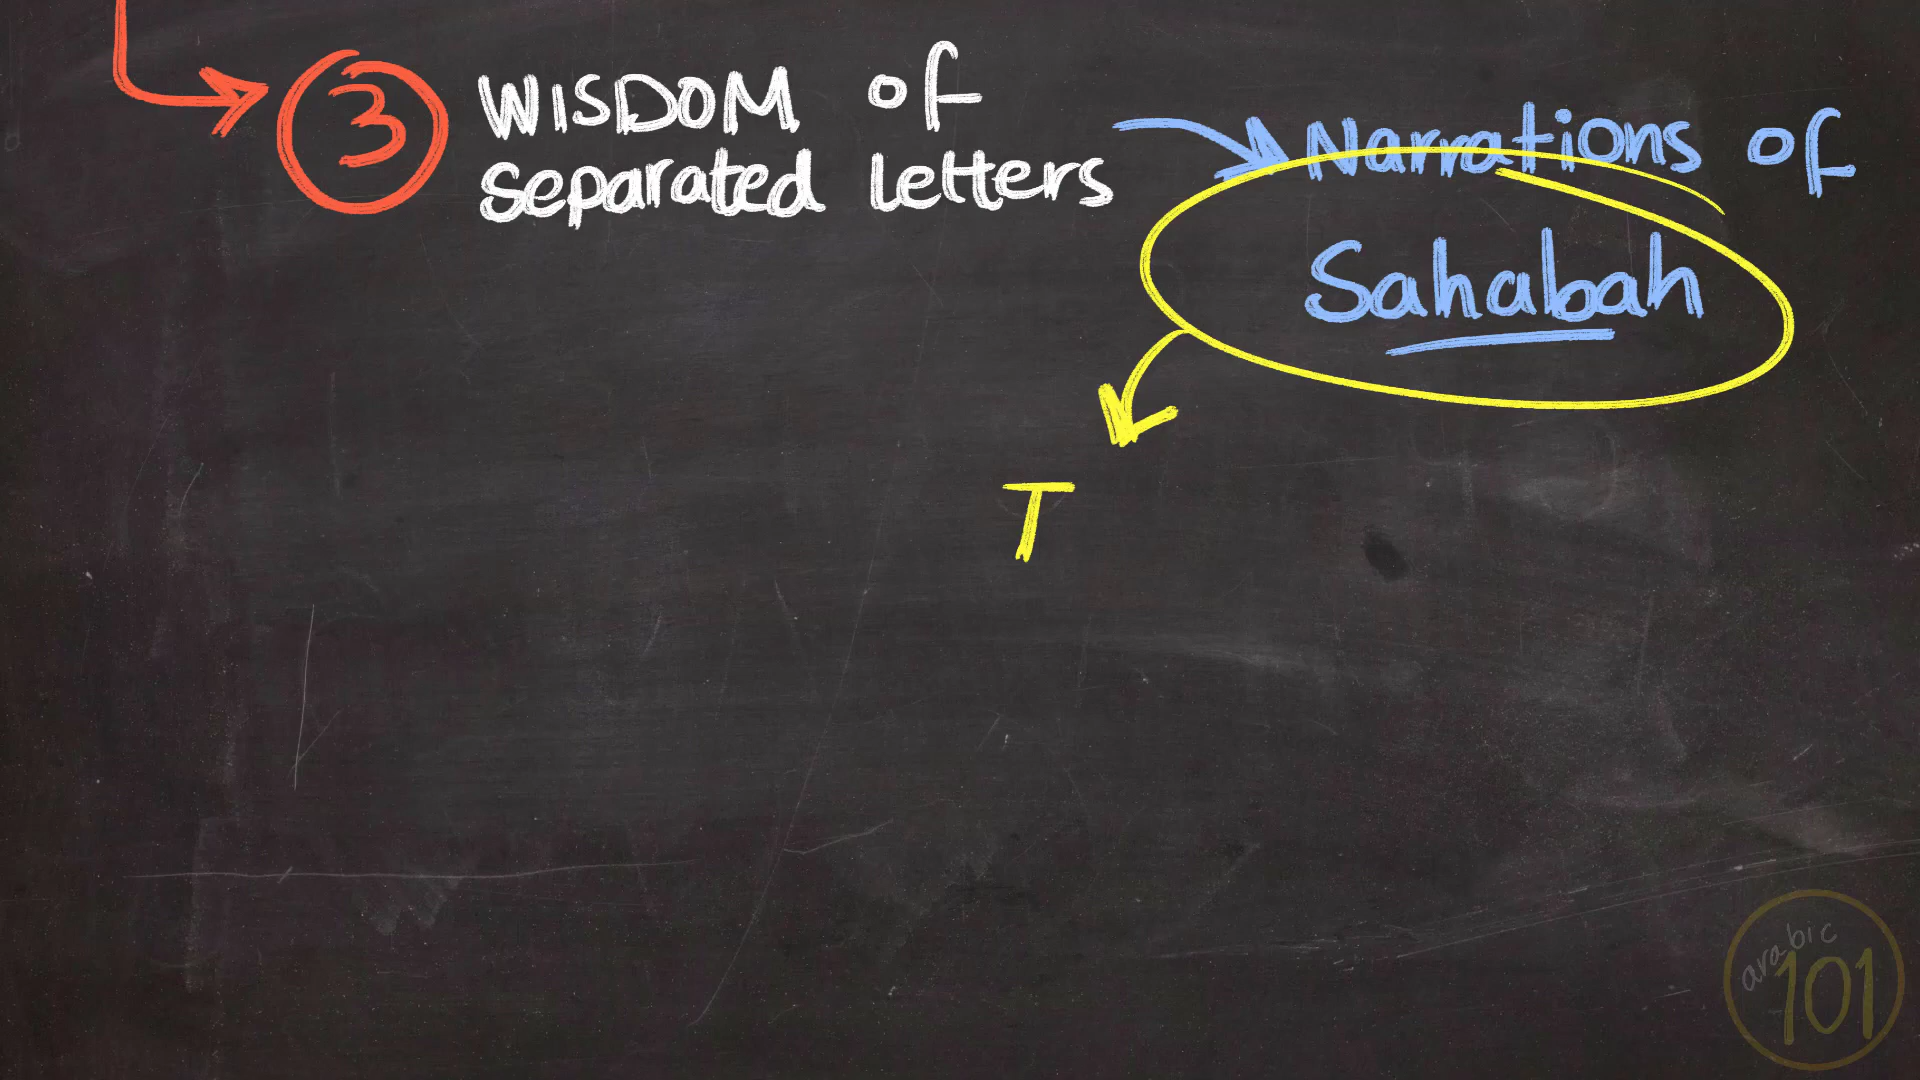 3
WISDOM of
separated letters
Narrations of
Sahabah
T
arabic
101